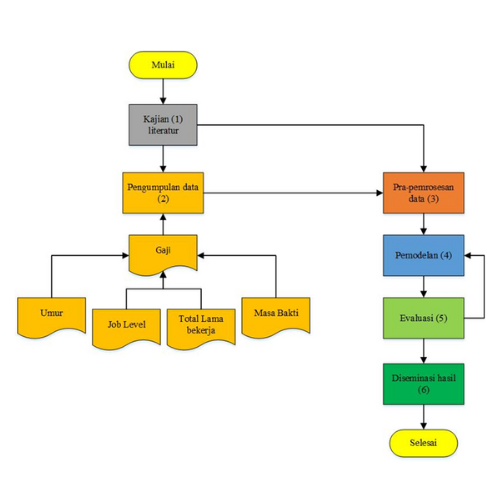 Mulai
Kajian (1)
literatur
Pengumpulan data
(2)
Pra-pemrosesan
data (3)
Gaji
Pemodelan (4)
Umur
Job Level
Total Lama
bekerja
Masa Bakti
Evaluasi (5)
Diseminasi hasil
(6)
Selesai